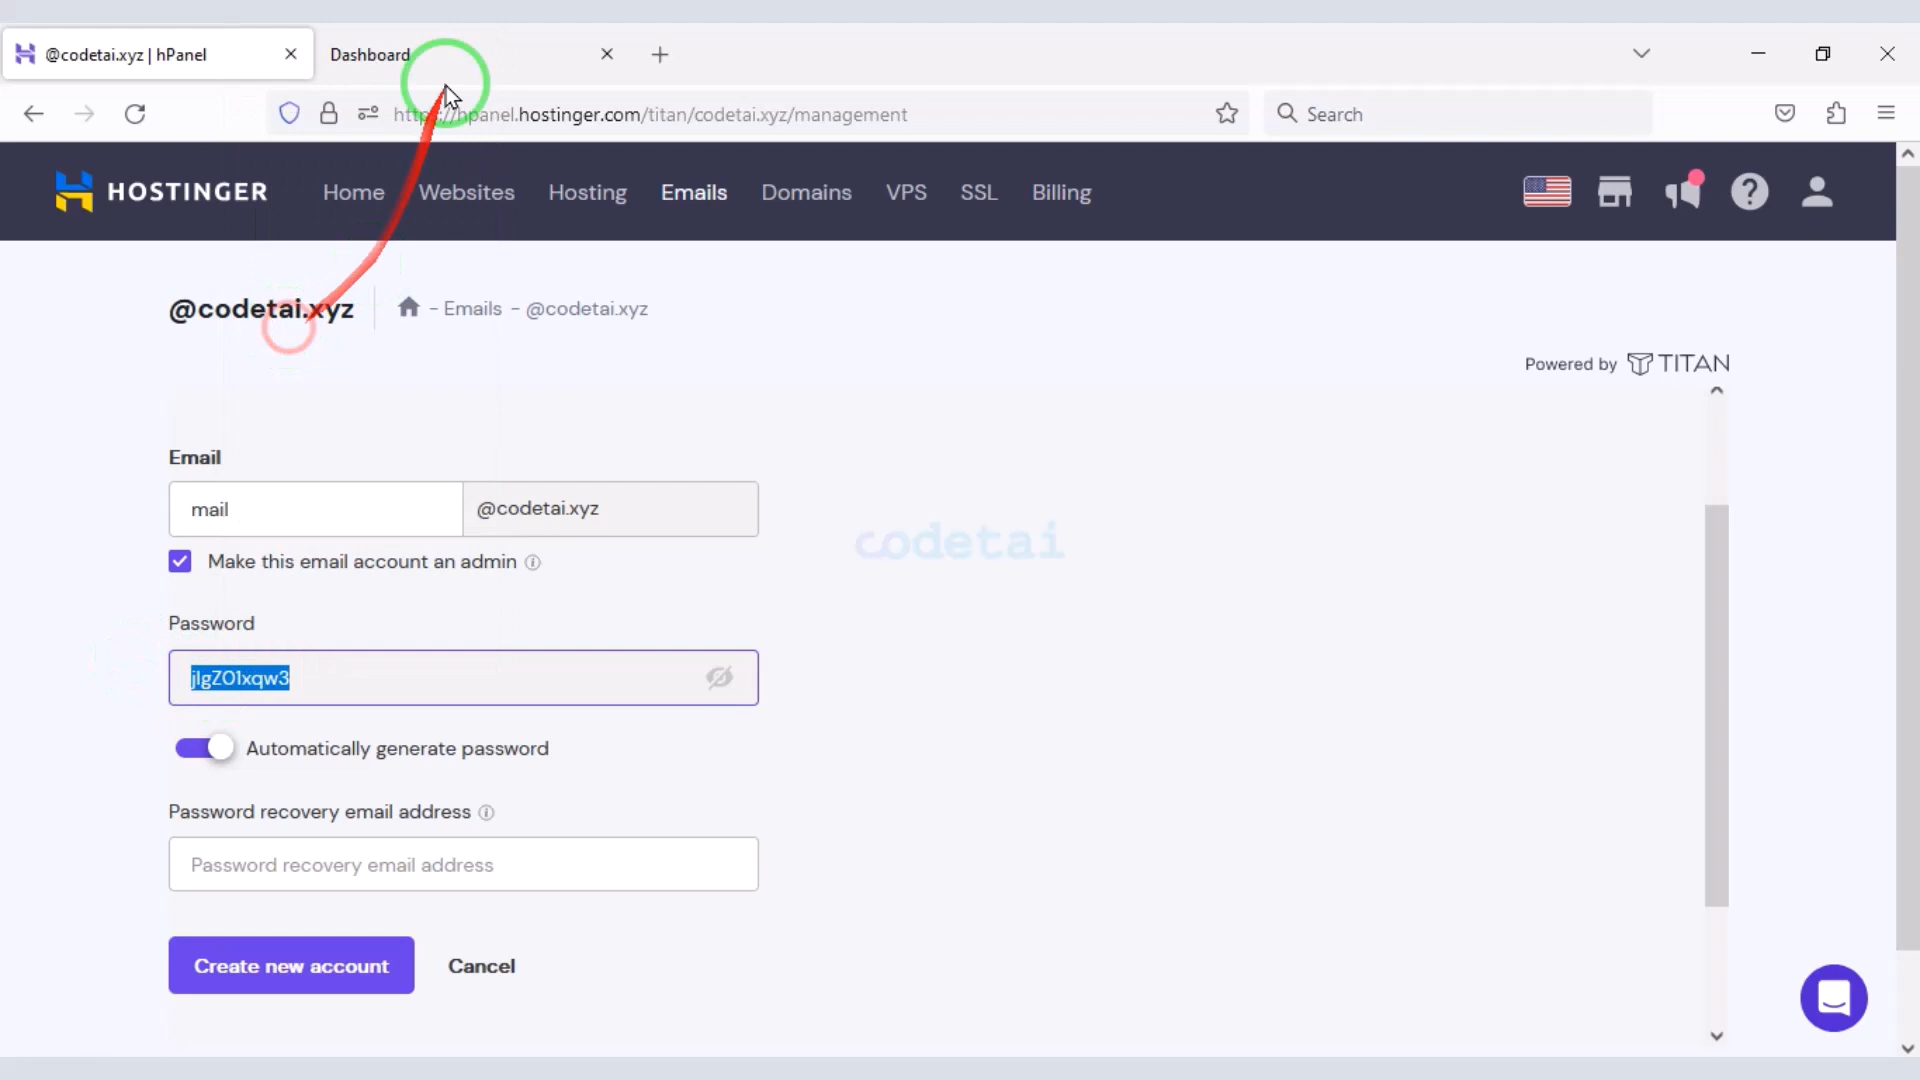 @codetai.xyz | hPanel
Dashboard
https://hpanel.hostinger.com/titan/codetai.xyz/management
Search
HOSTINGER
Home Websites Hosting Emails Domains VPS SSL Billing
@codetai.xyz
- Emails - @codetai.xyz
Powered by TITAN
Email
mail @codetai.xyz
codetai
Make this email account an admin
Password
jlgZO1xqw3
Automatically generate password
Password recovery email address
Password recovery email address
Create new account Cancel